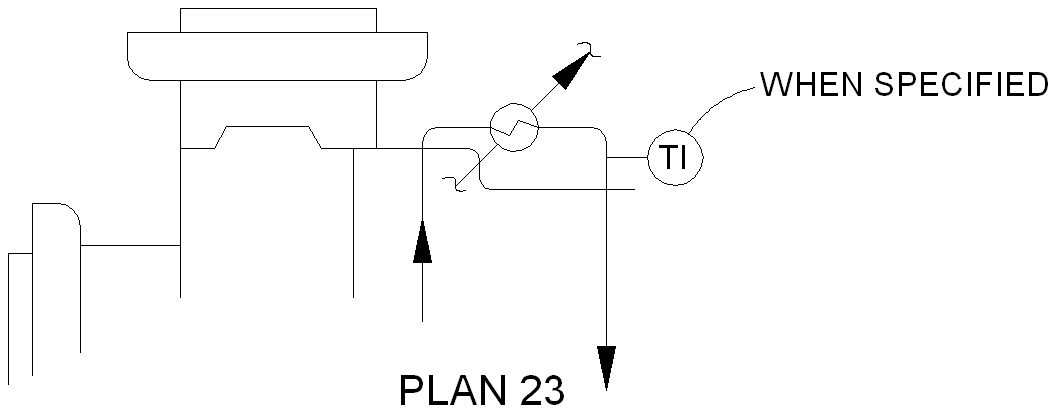 WHEN SPECIFIED
TI
PLAN 23